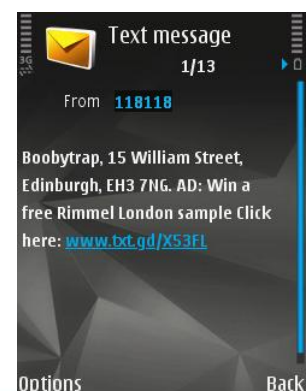 Text message
1/13
3G
From 118118
Boobytrap, 15 William Street,
Edinburgh, EH3 7NG. AD: Win a
free Rimmel London sample Click
here: www.txt.gd/X53FL
Options Back